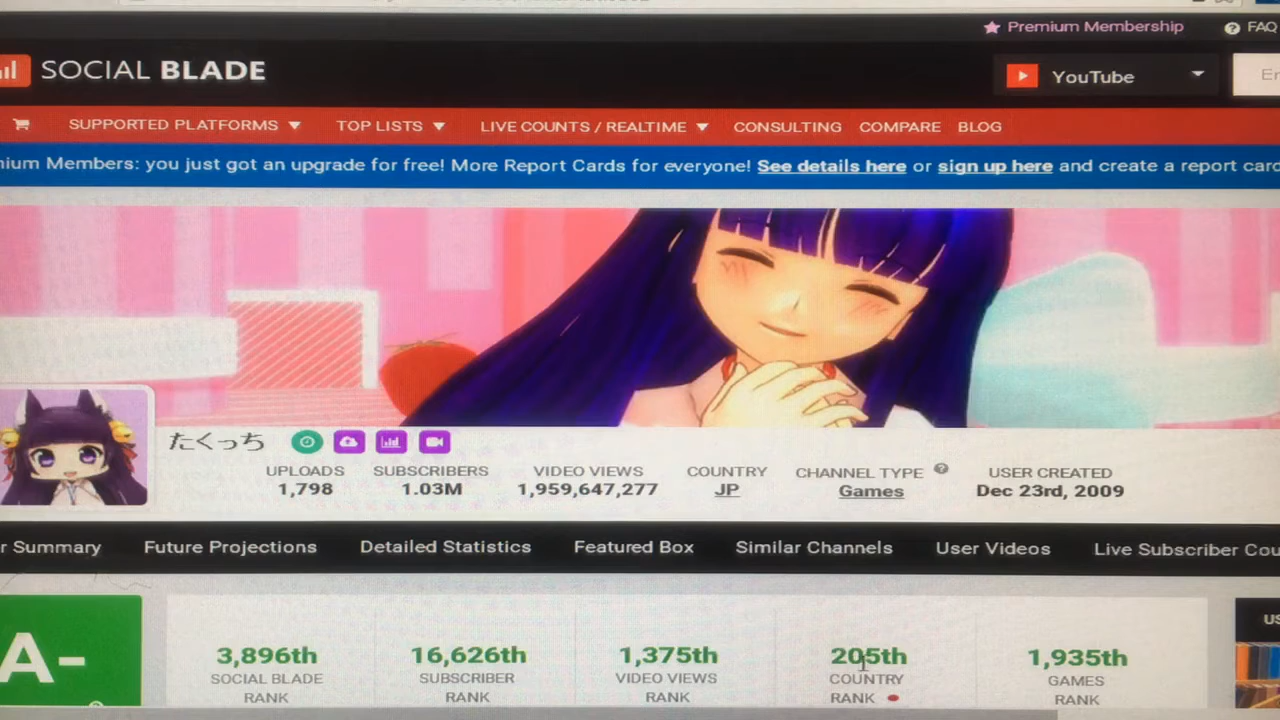 Premium Membership FAQ
SOCIAL BLADE
YouTube
SUPPORTED PLATFORMS TOP LISTS LIVE COUNTS / REALTIME CONSULTING COMPARE BLOG
Members: you just got an upgrade for free! More Report Cards for everyone! See details here or sign up here and create a report
たくっち
UPLOADS SUBSCRIBERS VIDEO VIEWS COUNTRY CHANNEL TYPE USER CREATED
1,798 1.03M 1,959,647,277 JP Games Dec 23rd, 2009
Summary Future Projections Detailed Statistics Featured Box Similar Channels User Videos Live Subscriber
A-
3,896th 16,626th 1,375th 205th 1,935th
SOCIAL BLADE SUBSCRIBER VIDEO VIEWS COUNTRY GAMES
RANK RANK RANK RANK RANK